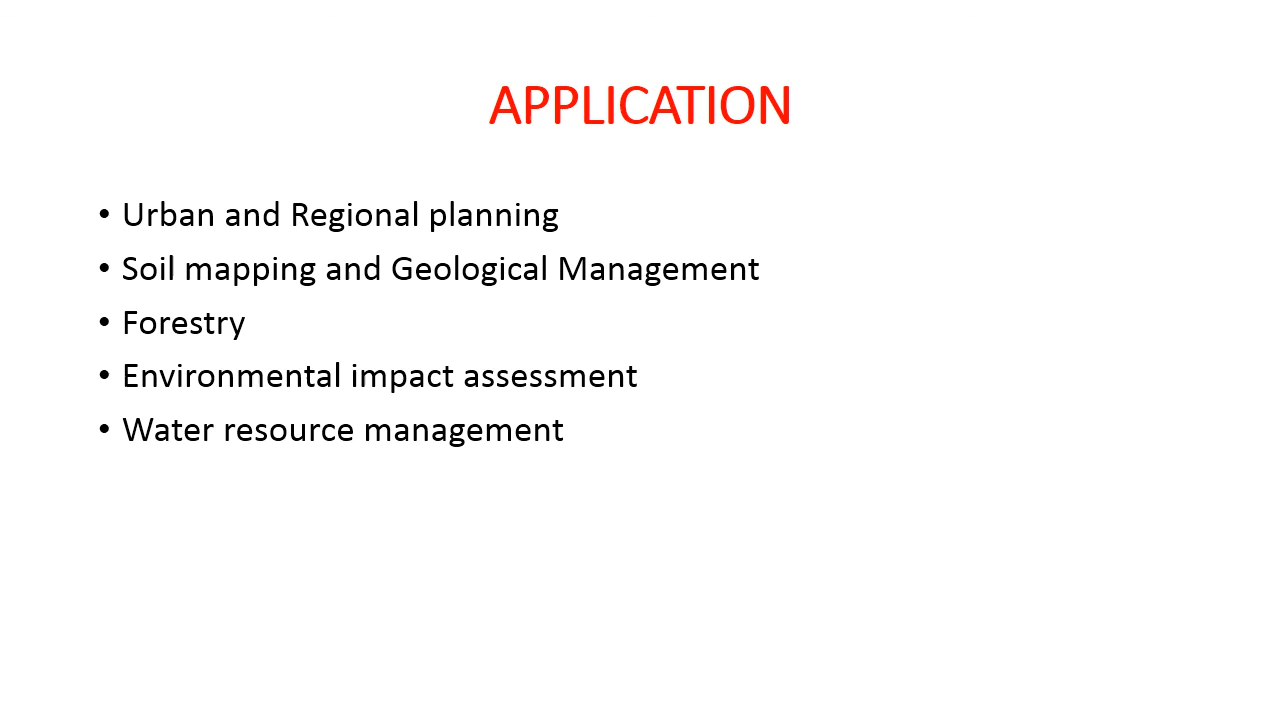 APPLICATION
• Urban and Regional planning
• Soil mapping and Geological Management
• Forestry
• Environmental impact assessment
• Water resource management